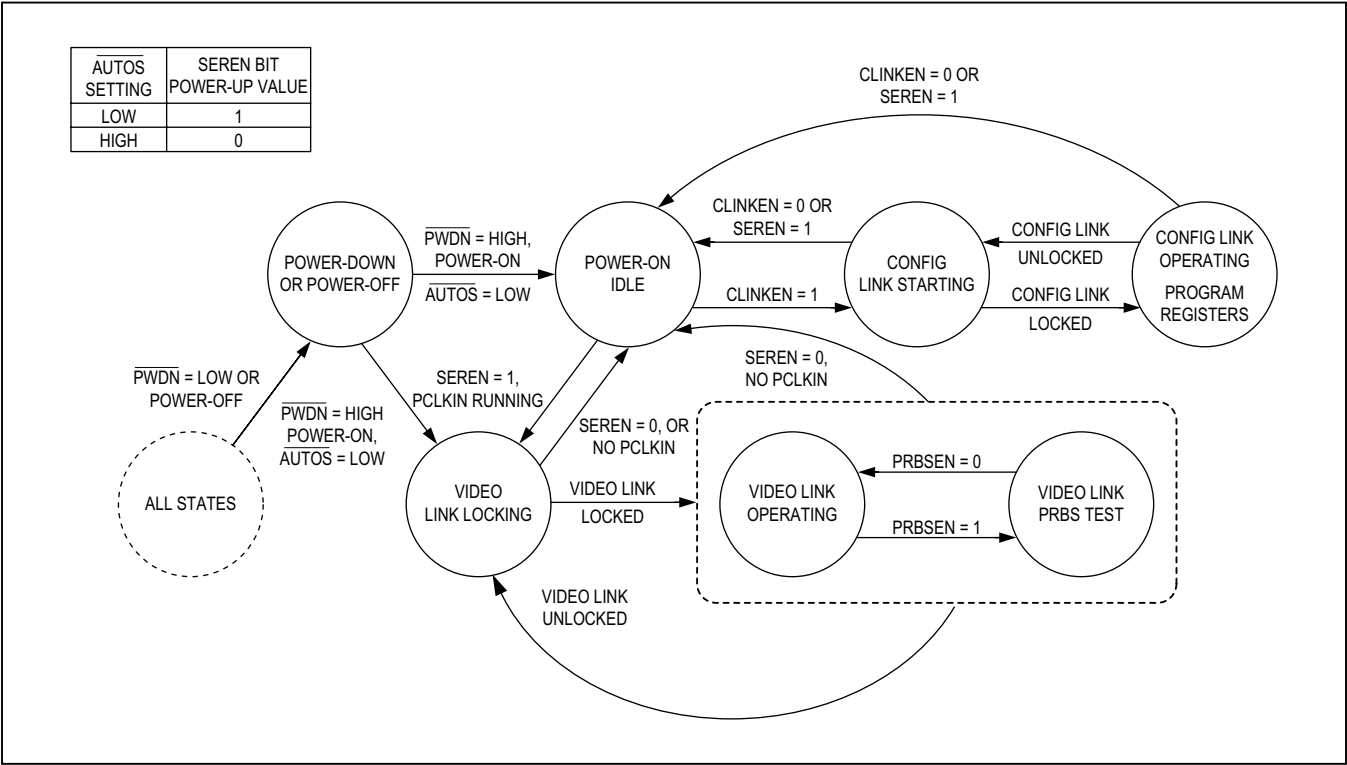 AUTOS SETTING
SEREN BIT POWER-UP VALUE
LOW 1
HIGH 0
CLINKEN = 0 OR
SEREN = 1
POWER-DOWN
OR POWER-OFF
PWDN = HIGH,
POWER-ON
AUTOS = LOW
POWER-ON
IDLE
CLINKEN = 0 OR
SEREN = 1
CLINKEN = 1
CONFIG
LINK STARTING
CONFIG LINK
UNLOCKED
CONFIG LINK
LOCKED
CONFIG LINK
OPERATING
PROGRAM
REGISTERS
PWDN = LOW OR
POWER-OFF
PWDN = HIGH
POWER-ON,
AUTOS = LOW
SEREN = 1,
PCLKIN RUNNING
SEREN = 0, OR
NO PCLKIN
SEREN = 0,
NO PCLKIN
ALL STATES
VIDEO
LINK LOCKING
VIDEO LINK
LOCKED
VIDEO LINK
OPERATING
PRBSEN = 0
PRBSEN = 1
VIDEO LINK
PRBS TEST
VIDEO LINK
UNLOCKED